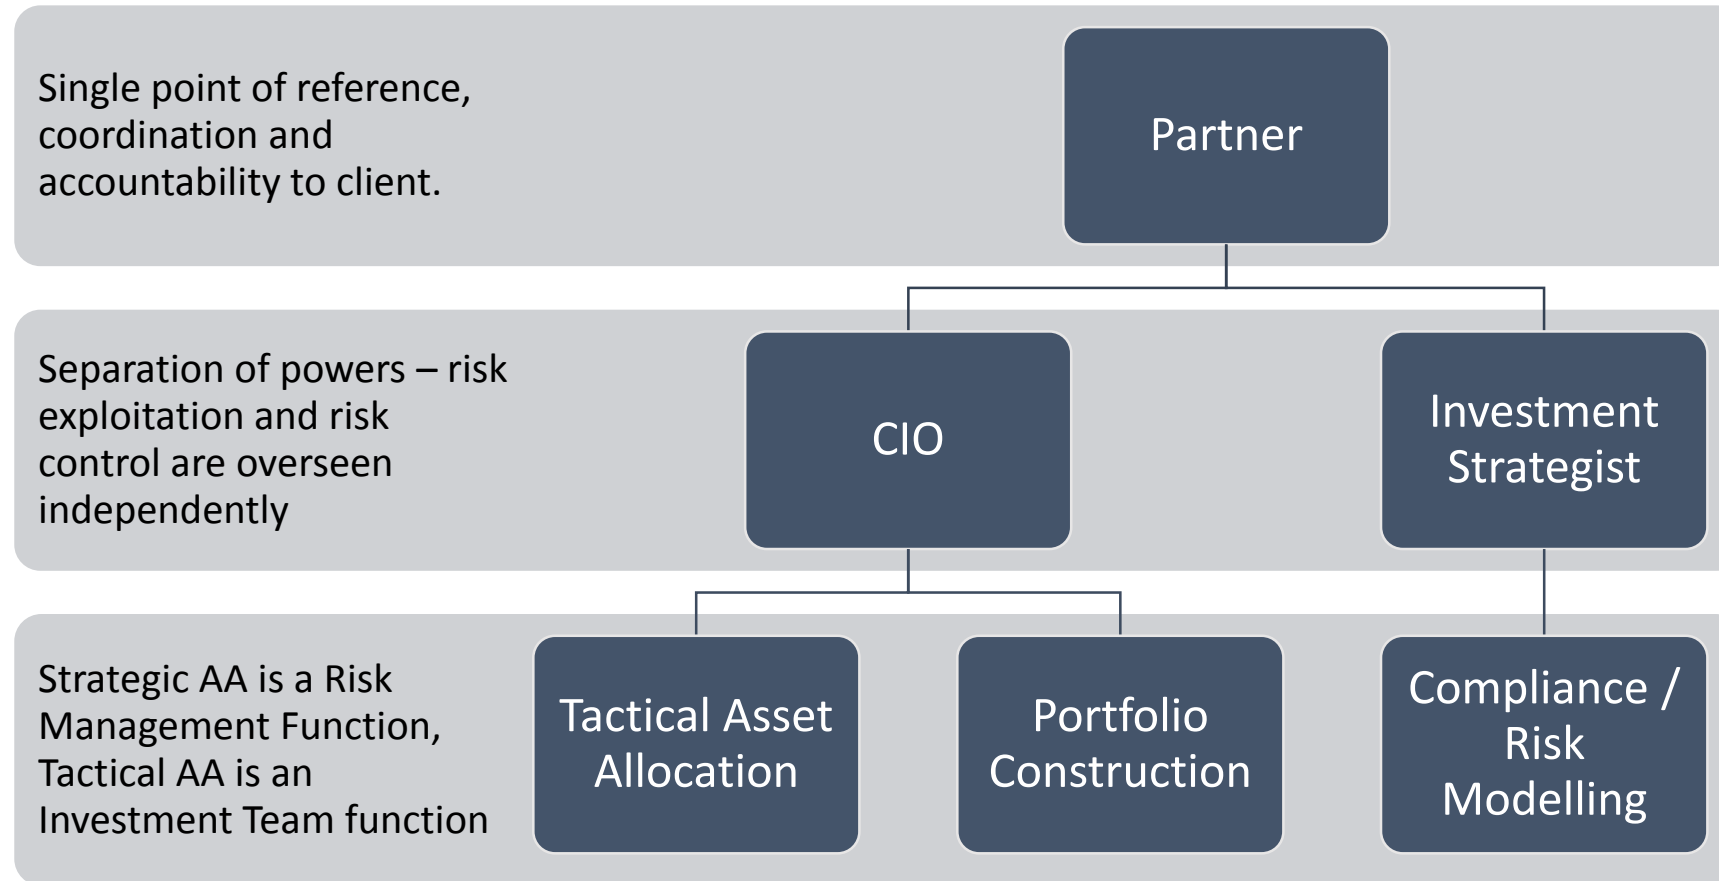 Single point of reference,
coordination and
accountability to client.
Partner
Separation of powers – risk
exploitation and risk
control are overseen
independently
CIO
Investment
Strategist
Strategic AA is a Risk
Management Function,
Tactical AA is an
Investment Team function
Tactical Asset
Allocation
Portfolio
Construction
Compliance /
Risk
Modelling